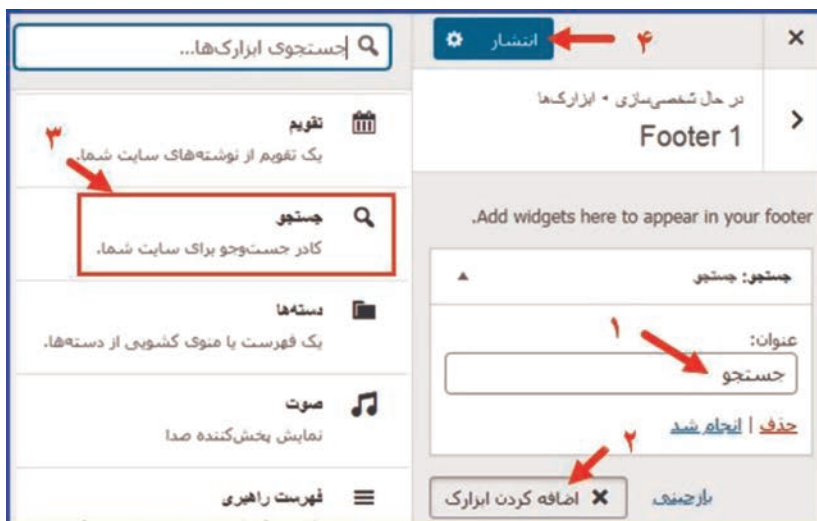 انتشار
۴
در حال شخصی‌سازی • ابزارک‌ها
Footer 1
Add widgets here to appear in your footer.
جستجو: جستجو
۱
عنوان:
جستجو
حذف | انجام شد
۲
بازچینی
اضافه کردن ابزارک
جستجوی ابزارک‌ها...
تقویم
۳
یک تقویم از نوشته‌های سایت شما.
جستجو
کادر جست‌وجو برای سایت شما.
دسته‌ها
یک فهرست یا منوی کشویی از دسته‌ها.
صوت
نمایش پخش‌کننده صدا
فهرست راهبری